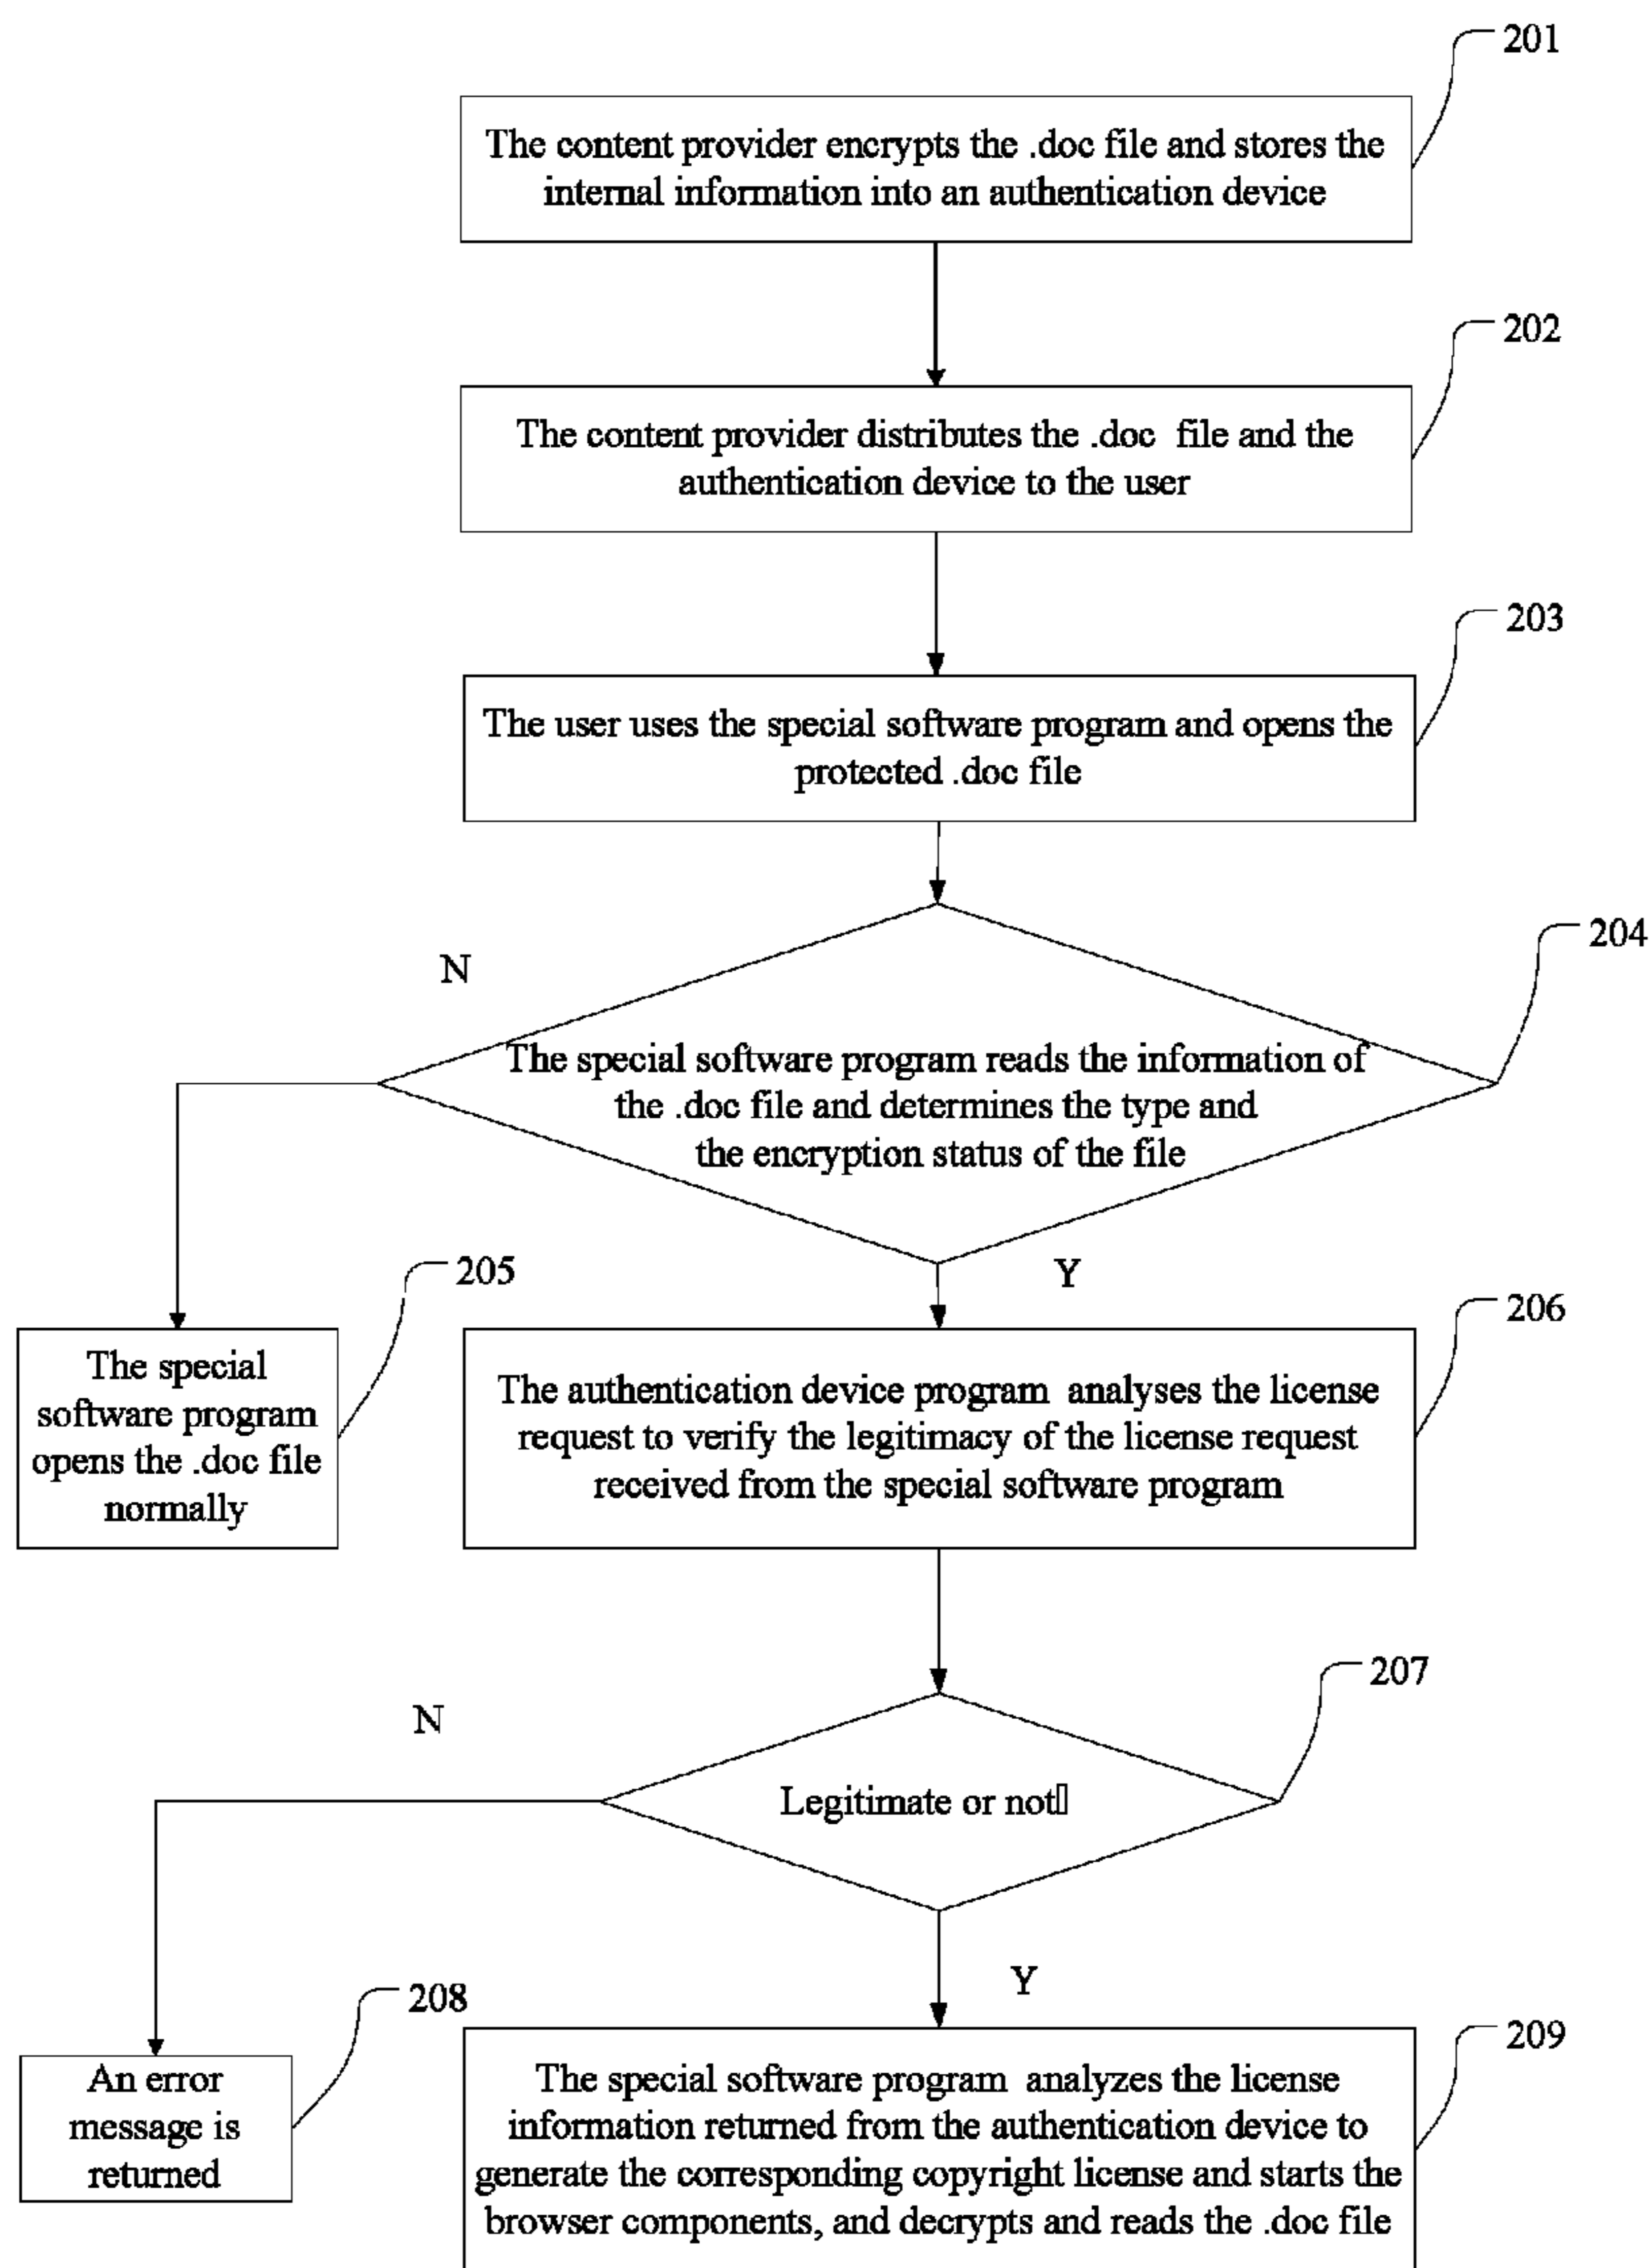 201
The content provider encrypts the .doc file and stores the
internal information into an authentication device
202
The content provider distributes the .doc file and the
authentication device to the user
203
The user uses the special software program and opens the
protected .doc file
204
N
The special software program reads the information of
the .doc file and determines the type and
the encryption status of the file
Y
205
The special
software program
opens the .doc file
normally
206
The authentication device program analyses the license
request to verify the legitimacy of the license request
received from the special software program
207
N
Legitimate or not▯
Y
208
An error
message is
returned
209
The special software program analyzes the license
information returned from the authentication device to
generate the corresponding copyright license and starts the
browser components, and decrypts and reads the .doc file